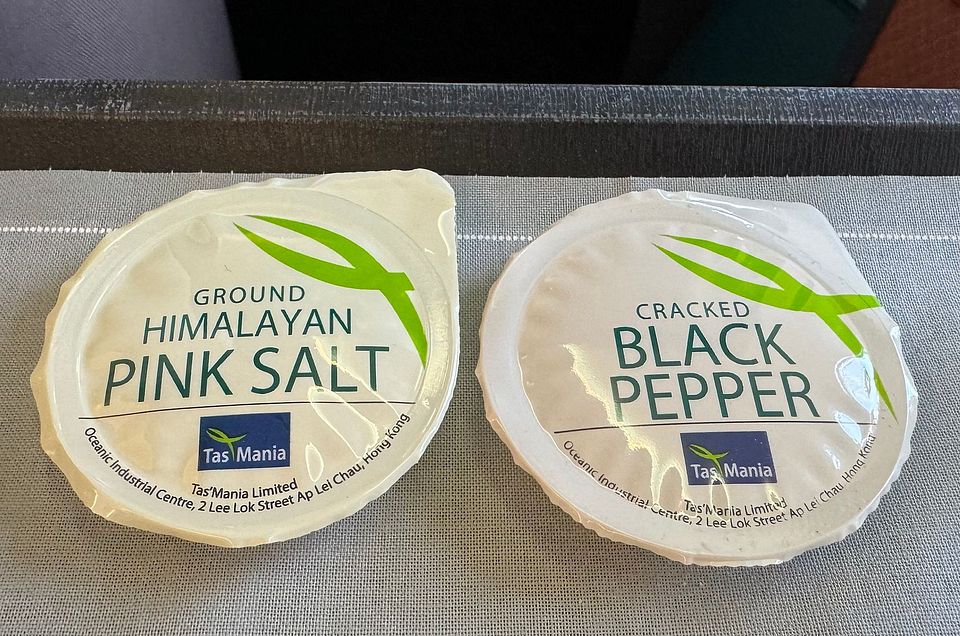 GROUND
HIMALAYAN
PINK SALT
Tas'Mania
Tas'Mania Limited
Oceanic Industrial Centre, 2 Lee Lok Street Ap Lei Chau, Hong Kong
CRACKED
BLACK
PEPPER
Tas'Mania
Tas'Mania Limited
Oceanic Industrial Centre, 2 Lee Lok Street Ap Lei Chau, Hong Kong